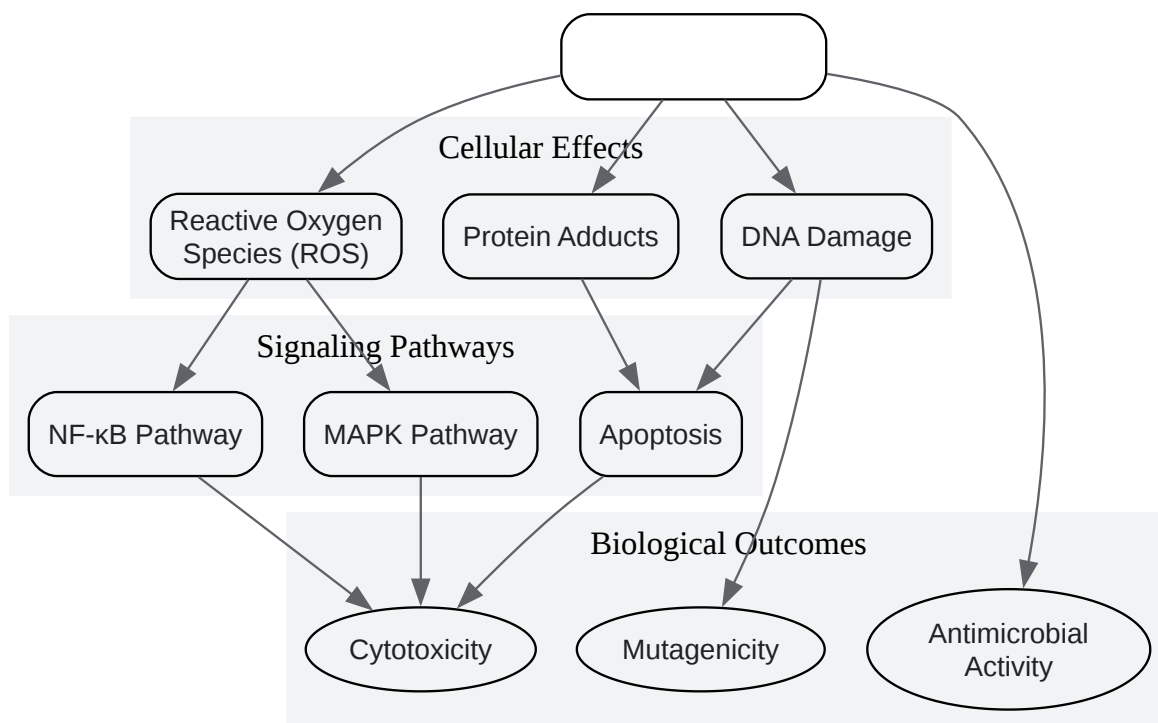 Cellular Effects
Reactive Oxygen
Species (ROS)
Protein Adducts
DNA Damage
Signaling Pathways
NF-κB Pathway
MAPK Pathway
Apoptosis
Biological Outcomes
Cytotoxicity
Mutagenicity
Antimicrobial
Activity